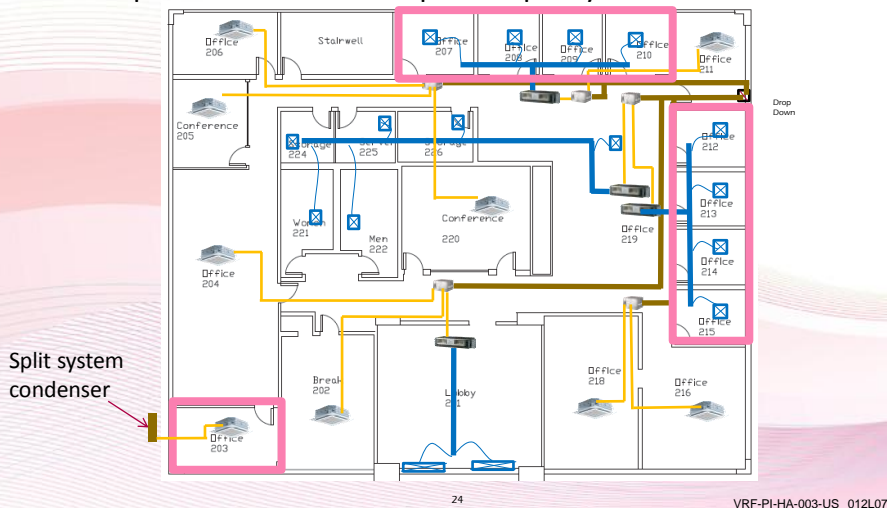 Office
206
Stairwell
Office
207
Office
208
Office
209
Office
210
Office
211
Drop
Down
Conference
205
Storage
224
Server
225
Storage
226
Office
212
Women
221
Men
222
Conference
220
Office
219
Office
213
Office
204
Office
214
Office
215
Split system
condenser
Break
202
Lobby
201
Office
218
Office
216
Office
203
24
VRF-PI-HA-003-US 012L07